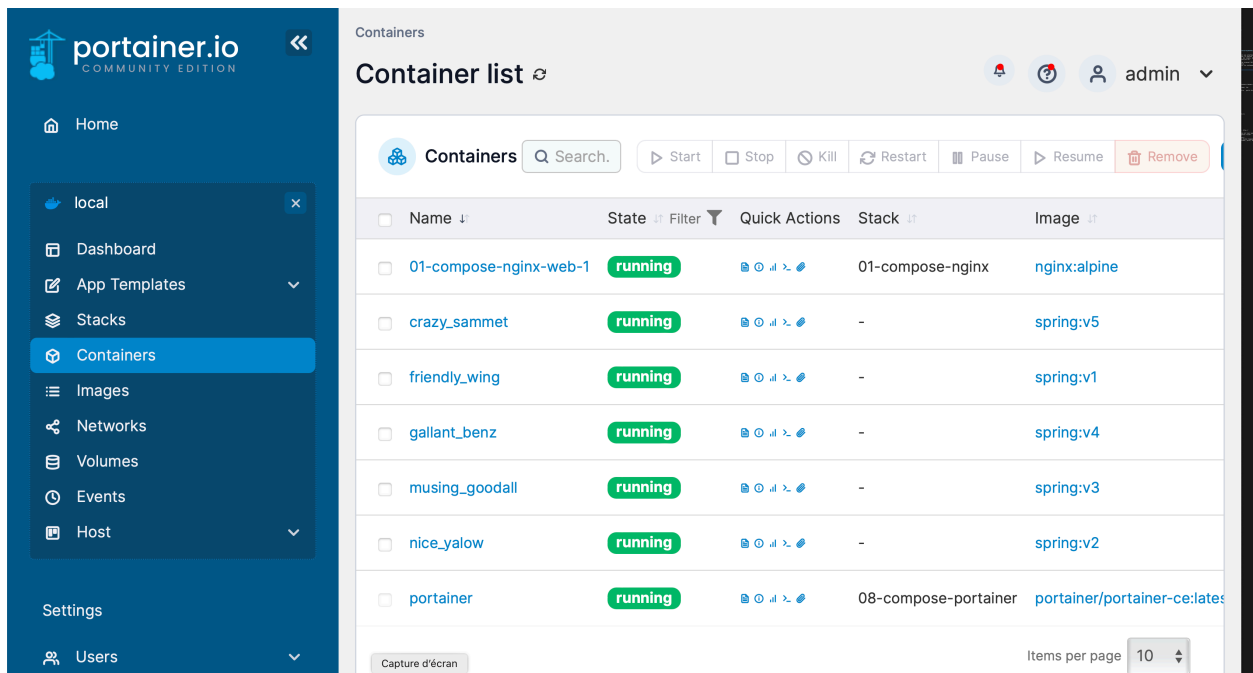 portainer.io
COMMUNITY EDITION
Home
local
Dashboard
App Templates
Stacks
Containers
Images
Networks
Volumes
Events
Host
Settings
Users
Containers
Container list
admin
Containers Search. Start Stop Kill Restart Pause Resume Remove
Name State Filter Quick Actions Stack Image
01-compose-nginx-web-1 running 01-compose-nginx nginx:alpine
crazy_sammet running - spring:v5
friendly_wing running - spring:v1
gallant_benz running - spring:v4
musing_goodall running - spring:v3
nice_yalow running - spring:v2
portainer running 08-compose-portainer portainer/portainer-ce:lates
Items per page 10
Capture d'écran